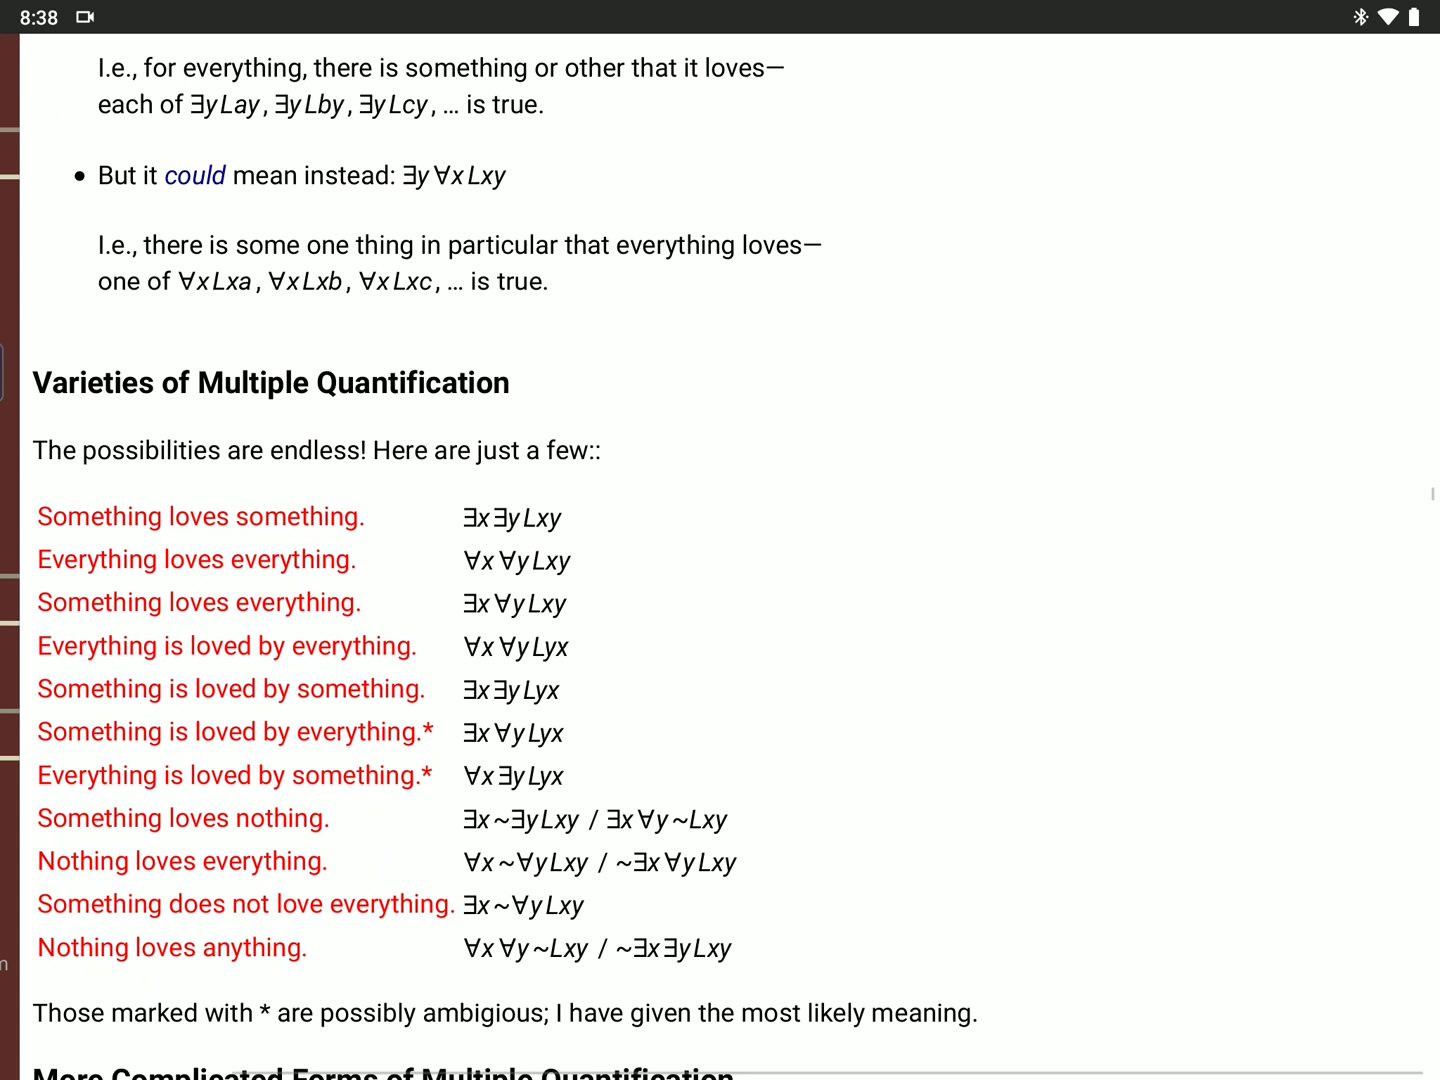 8:38
I.e., for everything, there is something or other that it loves—
each of ∃y Lay, ∃y Lby, ∃y Lcy, ... is true.
• But it could mean instead: ∃y ∀x Lxy
I.e., there is some one thing in particular that everything loves—
one of ∀x Lxa, ∀x Lxb, ∀x Lxc, ... is true.
Varieties of Multiple Quantification
The possibilities are endless! Here are just a few::
Something loves something. ∃x ∃y Lxy
Everything loves everything. ∀x ∀y Lxy
Something loves everything. ∃x ∀y Lxy
Everything is loved by everything. ∀x ∀y Lyx
Something is loved by something. ∃x ∃y Lyx
Something is loved by everything.* ∃x ∀y Lyx
Everything is loved by something.* ∀x ∃y Lyx
Something loves nothing. ∃x ~∃y Lxy / ∃x ∀y ~Lxy
Nothing loves everything. ∀x ~∀y Lxy / ~∃x ∀y Lxy
Something does not love everything. ∃x ~∀y Lxy
Nothing loves anything. ∀x ∀y ~Lxy / ~∃x ∃y Lxy
Those marked with * are possibly ambigious; I have given the most likely meaning.
More Complicated Forms of Multiple Quantification